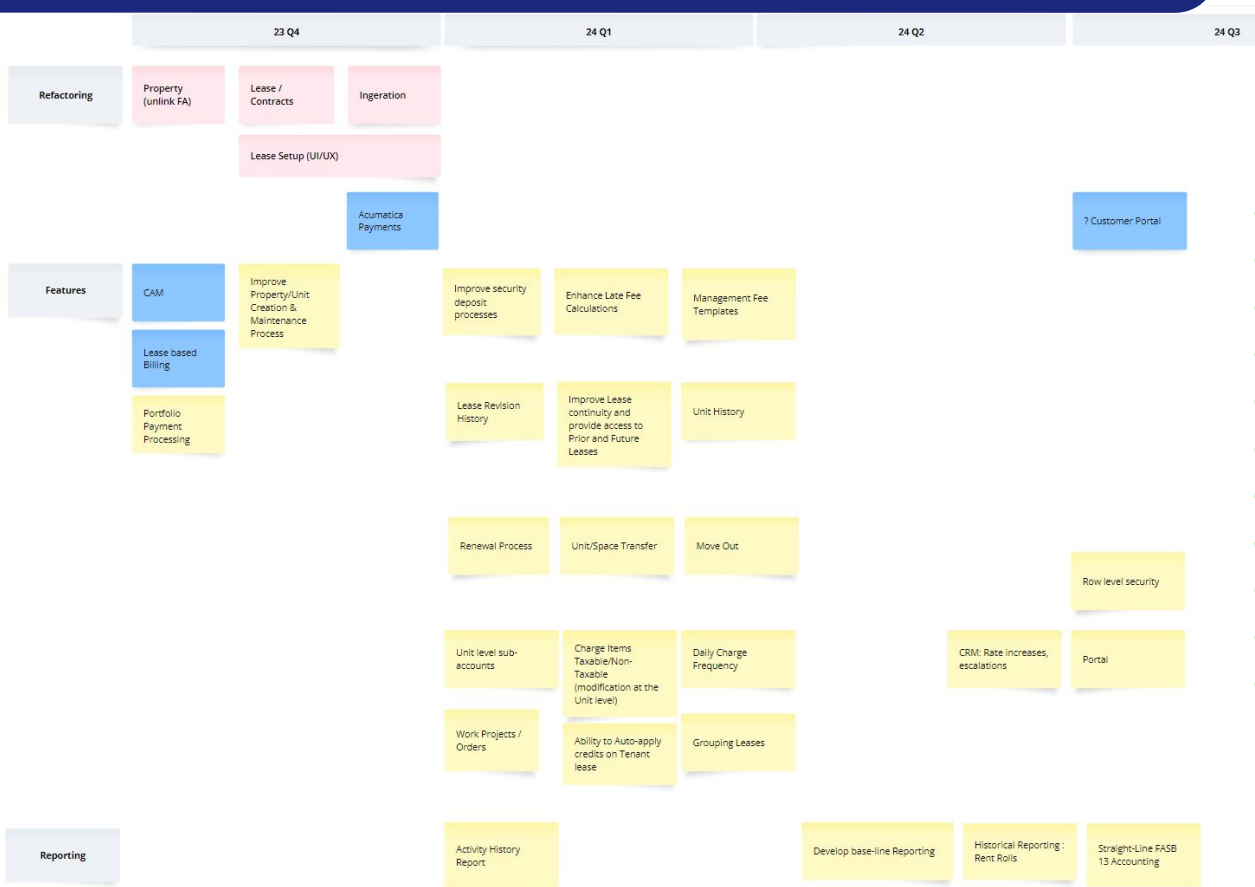 23 Q4
24 Q1
24 Q2
24 Q3
Refactoring
Property
(unlink FA)
Lease /
Contracts
Ingeration
Lease Setup (UI/UX)
Acumatica
Payments
? Customer Portal
Features
CAM
Improve
Property/Unit
Creation &
Maintenance
Process
Improve security
deposit
processes
Enhance Late Fee
Calculations
Management Fee
Templates
Lease based
Billing
Portfolio
Payment
Processing
Lease Revision
History
Improve Lease
continuity and
provide access to
Prior and Future
Leases
Unit History
Renewal Process
Unit/Space Transfer
Move Out
Row level security
Unit level sub-
accounts
Charge Items
Taxable/Non-
Taxable
(modification at the
Unit level)
Daily Charge
Frequency
CRM: Rate increases,
escalations
Portal
Work Projects /
Orders
Ability to Auto-apply
credits on Tenant
lease
Grouping Leases
Reporting
Activity History
Report
Develop base-line Reporting
Historical Reporting :
Rent Rolls
Straight-Line FASB
13 Accounting